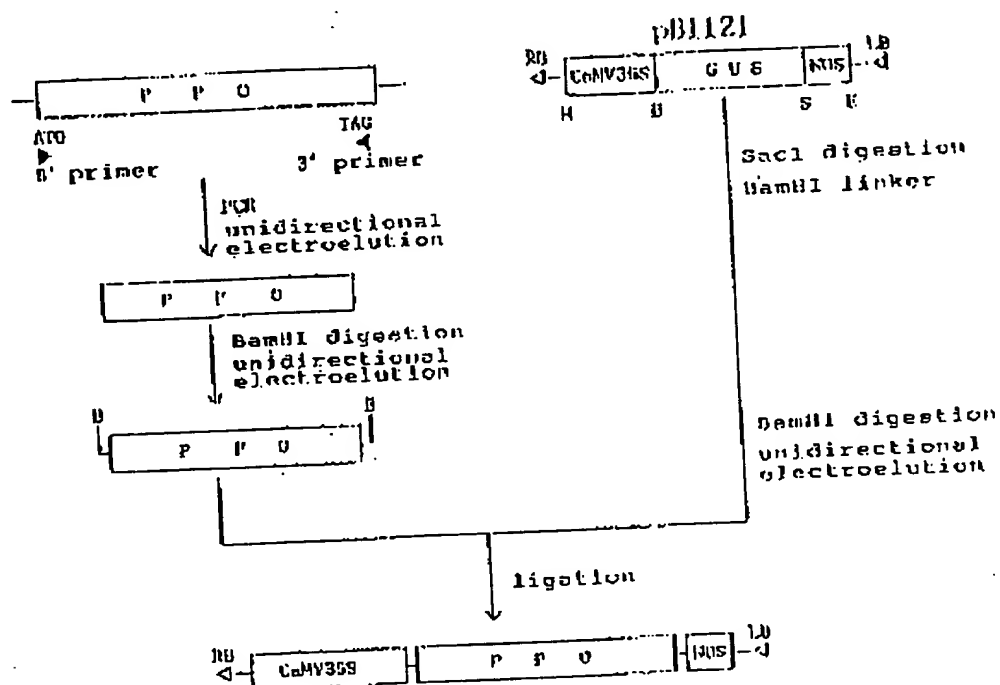 pBI121
RB CaMV35S GUS NOS LB
H B S E
P P O
ATG TAG
5' primer 3' primer
SacI digestion
BamHI linker
PCR
unidirectional
electroelution
P P O
BamHI digestion
unidirectional
electroelution
B B
P P O
BamHI digestion
unidirectional
electroelution
ligation
RB CaMV35S P P O NOS LB